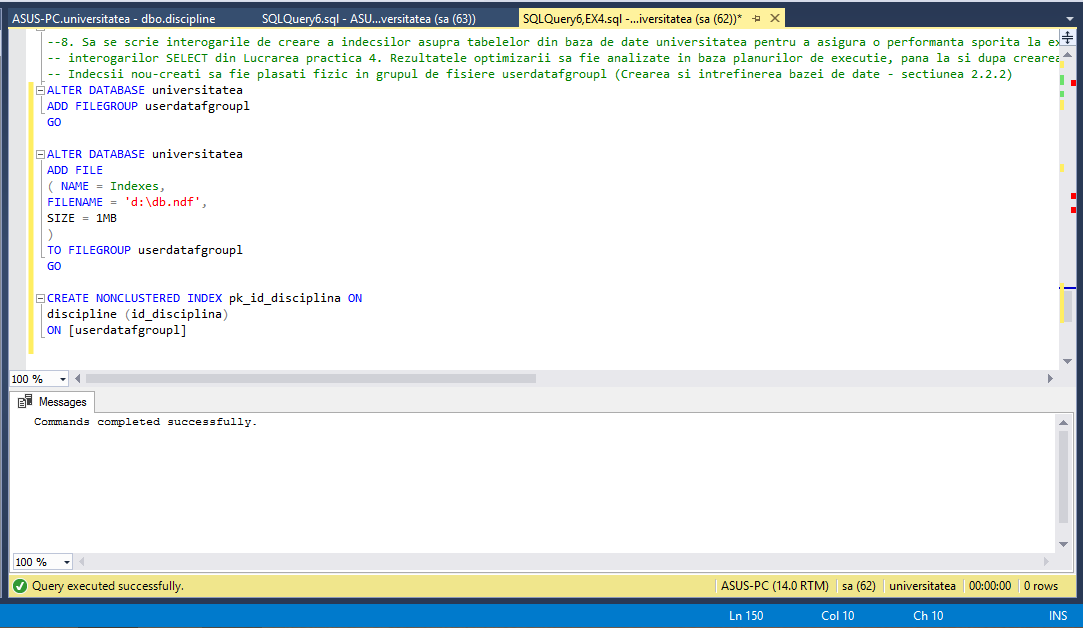 ASUS-PC.universitatea - dbo.discipline
SQLQuery6.sql - ASU...versitatea (sa (63))
SQLQuery6,EX4.sql -...iversitatea (sa (62))*
--8. Sa se scrie interogarile de creare a indecsilor asupra tabelelor din baza de date universitatea pentru a asigura o performanta sporita la ex
-- interogarilor SELECT din Lucrarea practica 4. Rezultatele optimizarii sa fie analizate in baza planurilor de executie, pana la si dupa crearea
-- Indecsii nou-creati sa fie plasati fizic in grupul de fisiere userdatafgroupl (Crearea si intrefinerea bazei de date - sectiunea 2.2.2)
ALTER DATABASE universitatea
ADD FILEGROUP userdatafgroupl
GO
ALTER DATABASE universitatea
ADD FILE
( NAME = Indexes,
FILENAME = 'd:\db.ndf',
SIZE = 1MB
)
TO FILEGROUP userdatafgroupl
GO
CREATE NONCLUSTERED INDEX pk_id_disciplina ON
discipline (id_disciplina)
ON [userdatafgroupl]
100 %
Messages
Commands completed successfully.
100 %
Query executed successfully.
ASUS-PC (14.0 RTM)
sa (62)
universitatea
00:00:00
0 rows
Ln 150
Col 10
Ch 10
INS